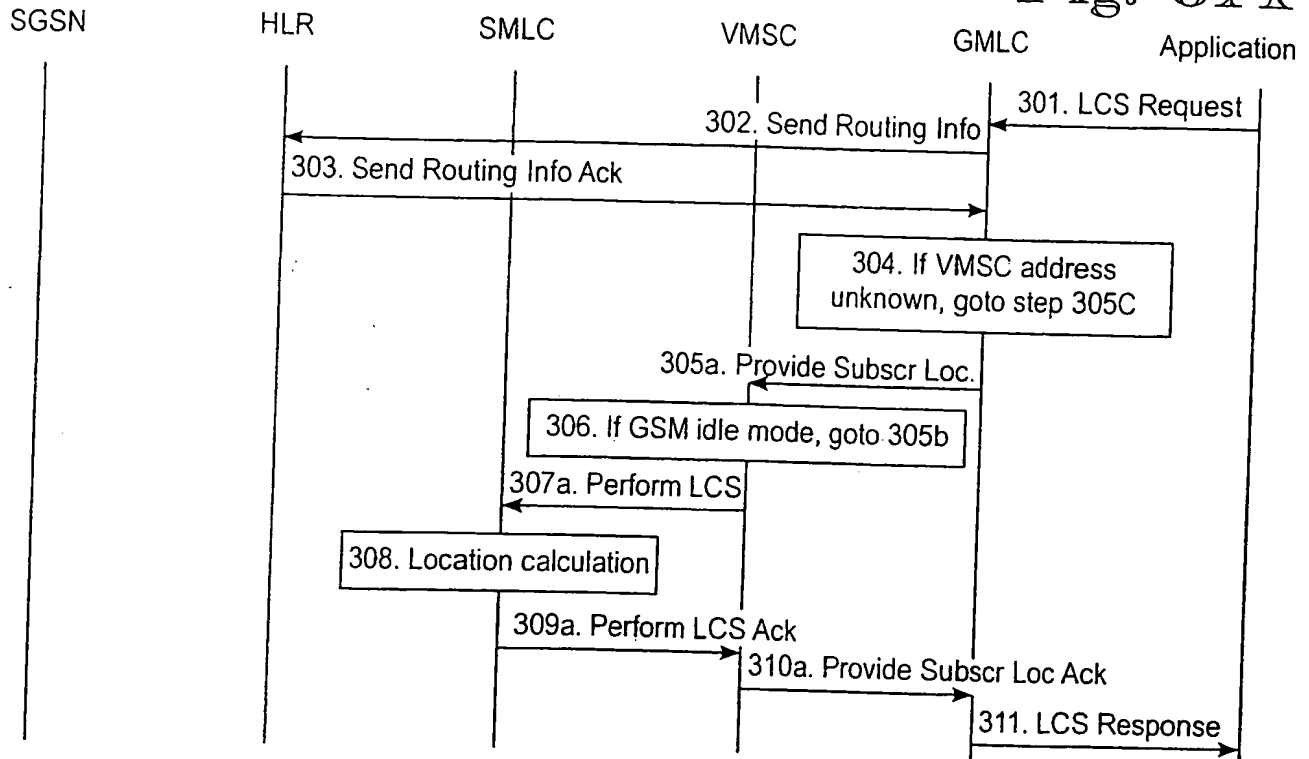 SGSN
HLR
SMLC
VMSC
GMLC
Application
301. LCS Request
302. Send Routing Info
303. Send Routing Info Ack
304. If VMSC address
unknown, goto step 305C
305a. Provide Subscr Loc.
306. If GSM idle mode, goto 305b
307a. Perform LCS
308. Location calculation
309a. Perform LCS Ack
310a. Provide Subscr Loc Ack
311. LCS Response